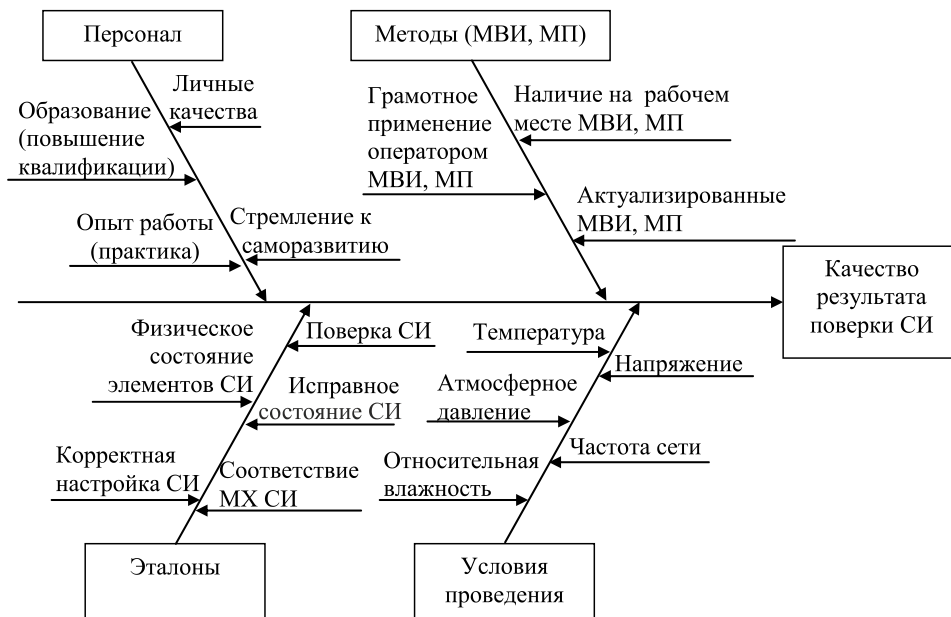 Персонал
Методы (МВИ, МП)
Личные
качества
Образование
(повышение
квалификации)
Опыт работы
(практика)
Стремление к
саморазвитию
Грамотное
применение
оператором
МВИ, МП
Наличие на рабочем
месте МВИ, МП
Актуализированные
МВИ, МП
Качество
результата
поверки СИ
Физическое
состояние
элементов СИ
Поверка СИ
Исправное
состояние СИ
Корректная
настройка СИ
Соответствие
МХ СИ
Температура
Напряжение
Атмосферное
давление
Частота сети
Относительная
влажность
Эталоны
Условия
проведения